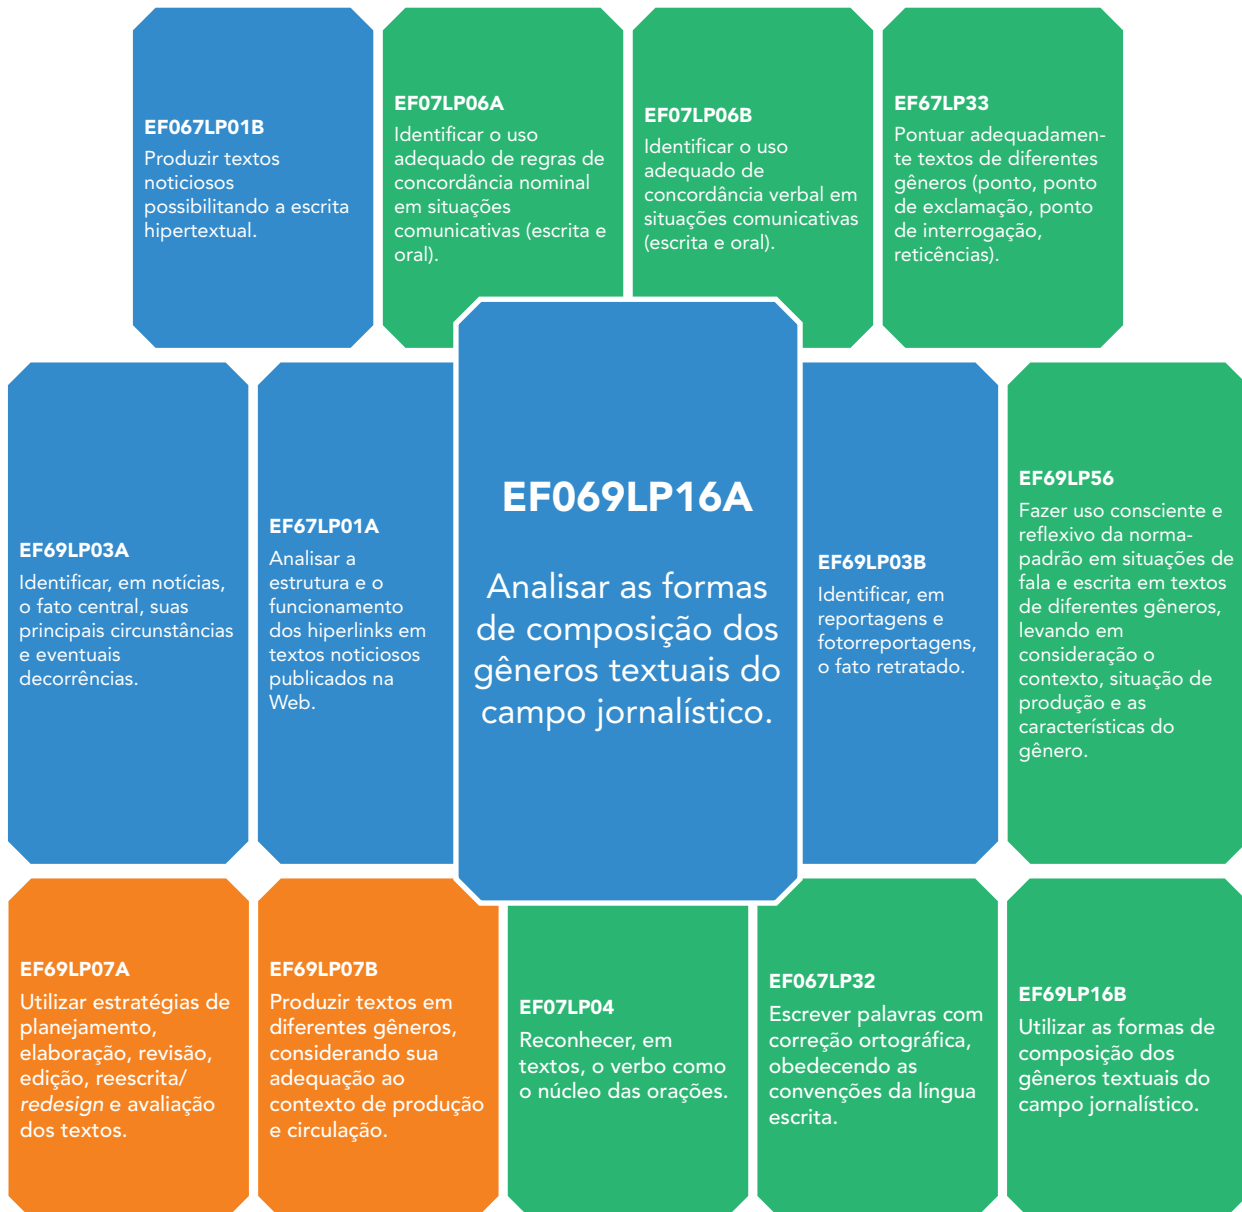 EF067LP01B
Produzir textos
noticiosos
possibilitando a escrita
hipertextual.
EF07LP06A
Identificar o uso
adequado de regras de
concordância nominal
em situações
comunicativas (escrita e
oral).
EF07LP06B
Identificar o uso
adequado de
concordância verbal em
situações comunicativas
(escrita e oral).
EF67LP33
Pontuar adequadamen-
te textos de diferentes
gêneros (ponto, ponto
de exclamação, ponto
de interrogação,
reticências).
EF69LP03A
Identificar, em notícias,
o fato central, suas
principais circunstâncias
e eventuais
decorrências.
EF67LP01A
Analisar a
estrutura e o
funcionamento
dos hiperlinks em
textos noticiosos
publicados na
Web.
EF069LP16A
Analisar as formas
de composição dos
gêneros textuais do
campo jornalístico.
EF69LP03B
Identificar, em
reportagens e
fotorreportagens,
o fato retratado.
EF69LP56
Fazer uso consciente e
reflexivo da norma-
padrão em situações de
fala e escrita em textos
de diferentes gêneros,
levando em
consideração o
contexto, situação de
produção e as
características do
gênero.
EF69LP07A
Utilizar estratégias de
planejamento,
elaboração, revisão,
edição, reescrita/
redesign e avaliação
dos textos.
EF69LP07B
Produzir textos em
diferentes gêneros,
considerando sua
adequação ao
contexto de produção
e circulação.
EF07LP04
Reconhecer, em
textos, o verbo como
o núcleo das orações.
EF067LP32
Escrever palavras com
correção ortográfica,
obedecendo as
convenções da língua
escrita.
EF69LP16B
Utilizar as formas de
composição dos
gêneros textuais do
campo jornalístico.